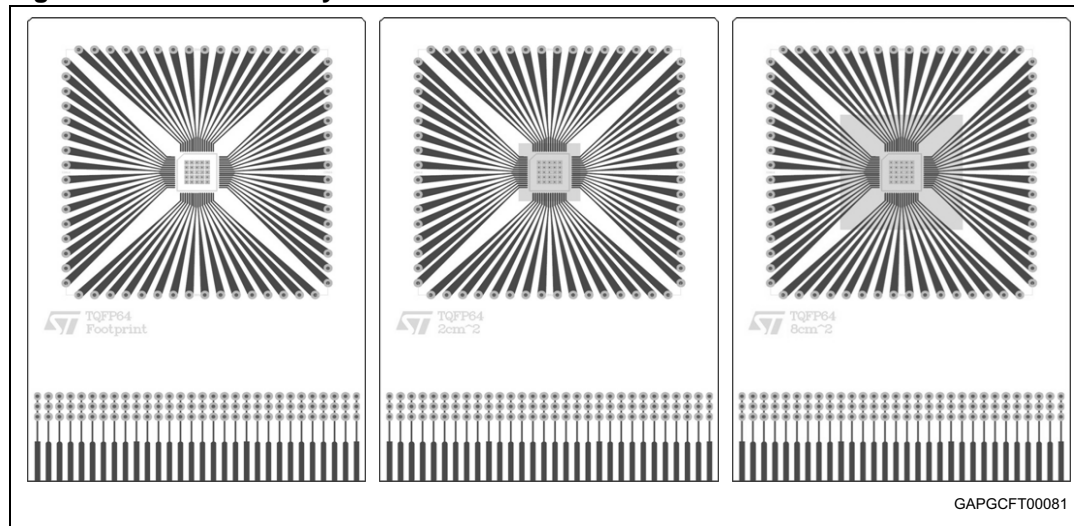 TQFP64
Footprint
TQFP64
2cm^2
TQFP64
8cm^2
GAPGCFT00081